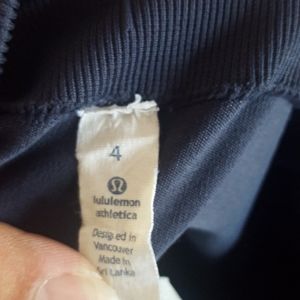 4
lululemon
athletica
Designed in
Vancouver
Made in
Sri Lanka